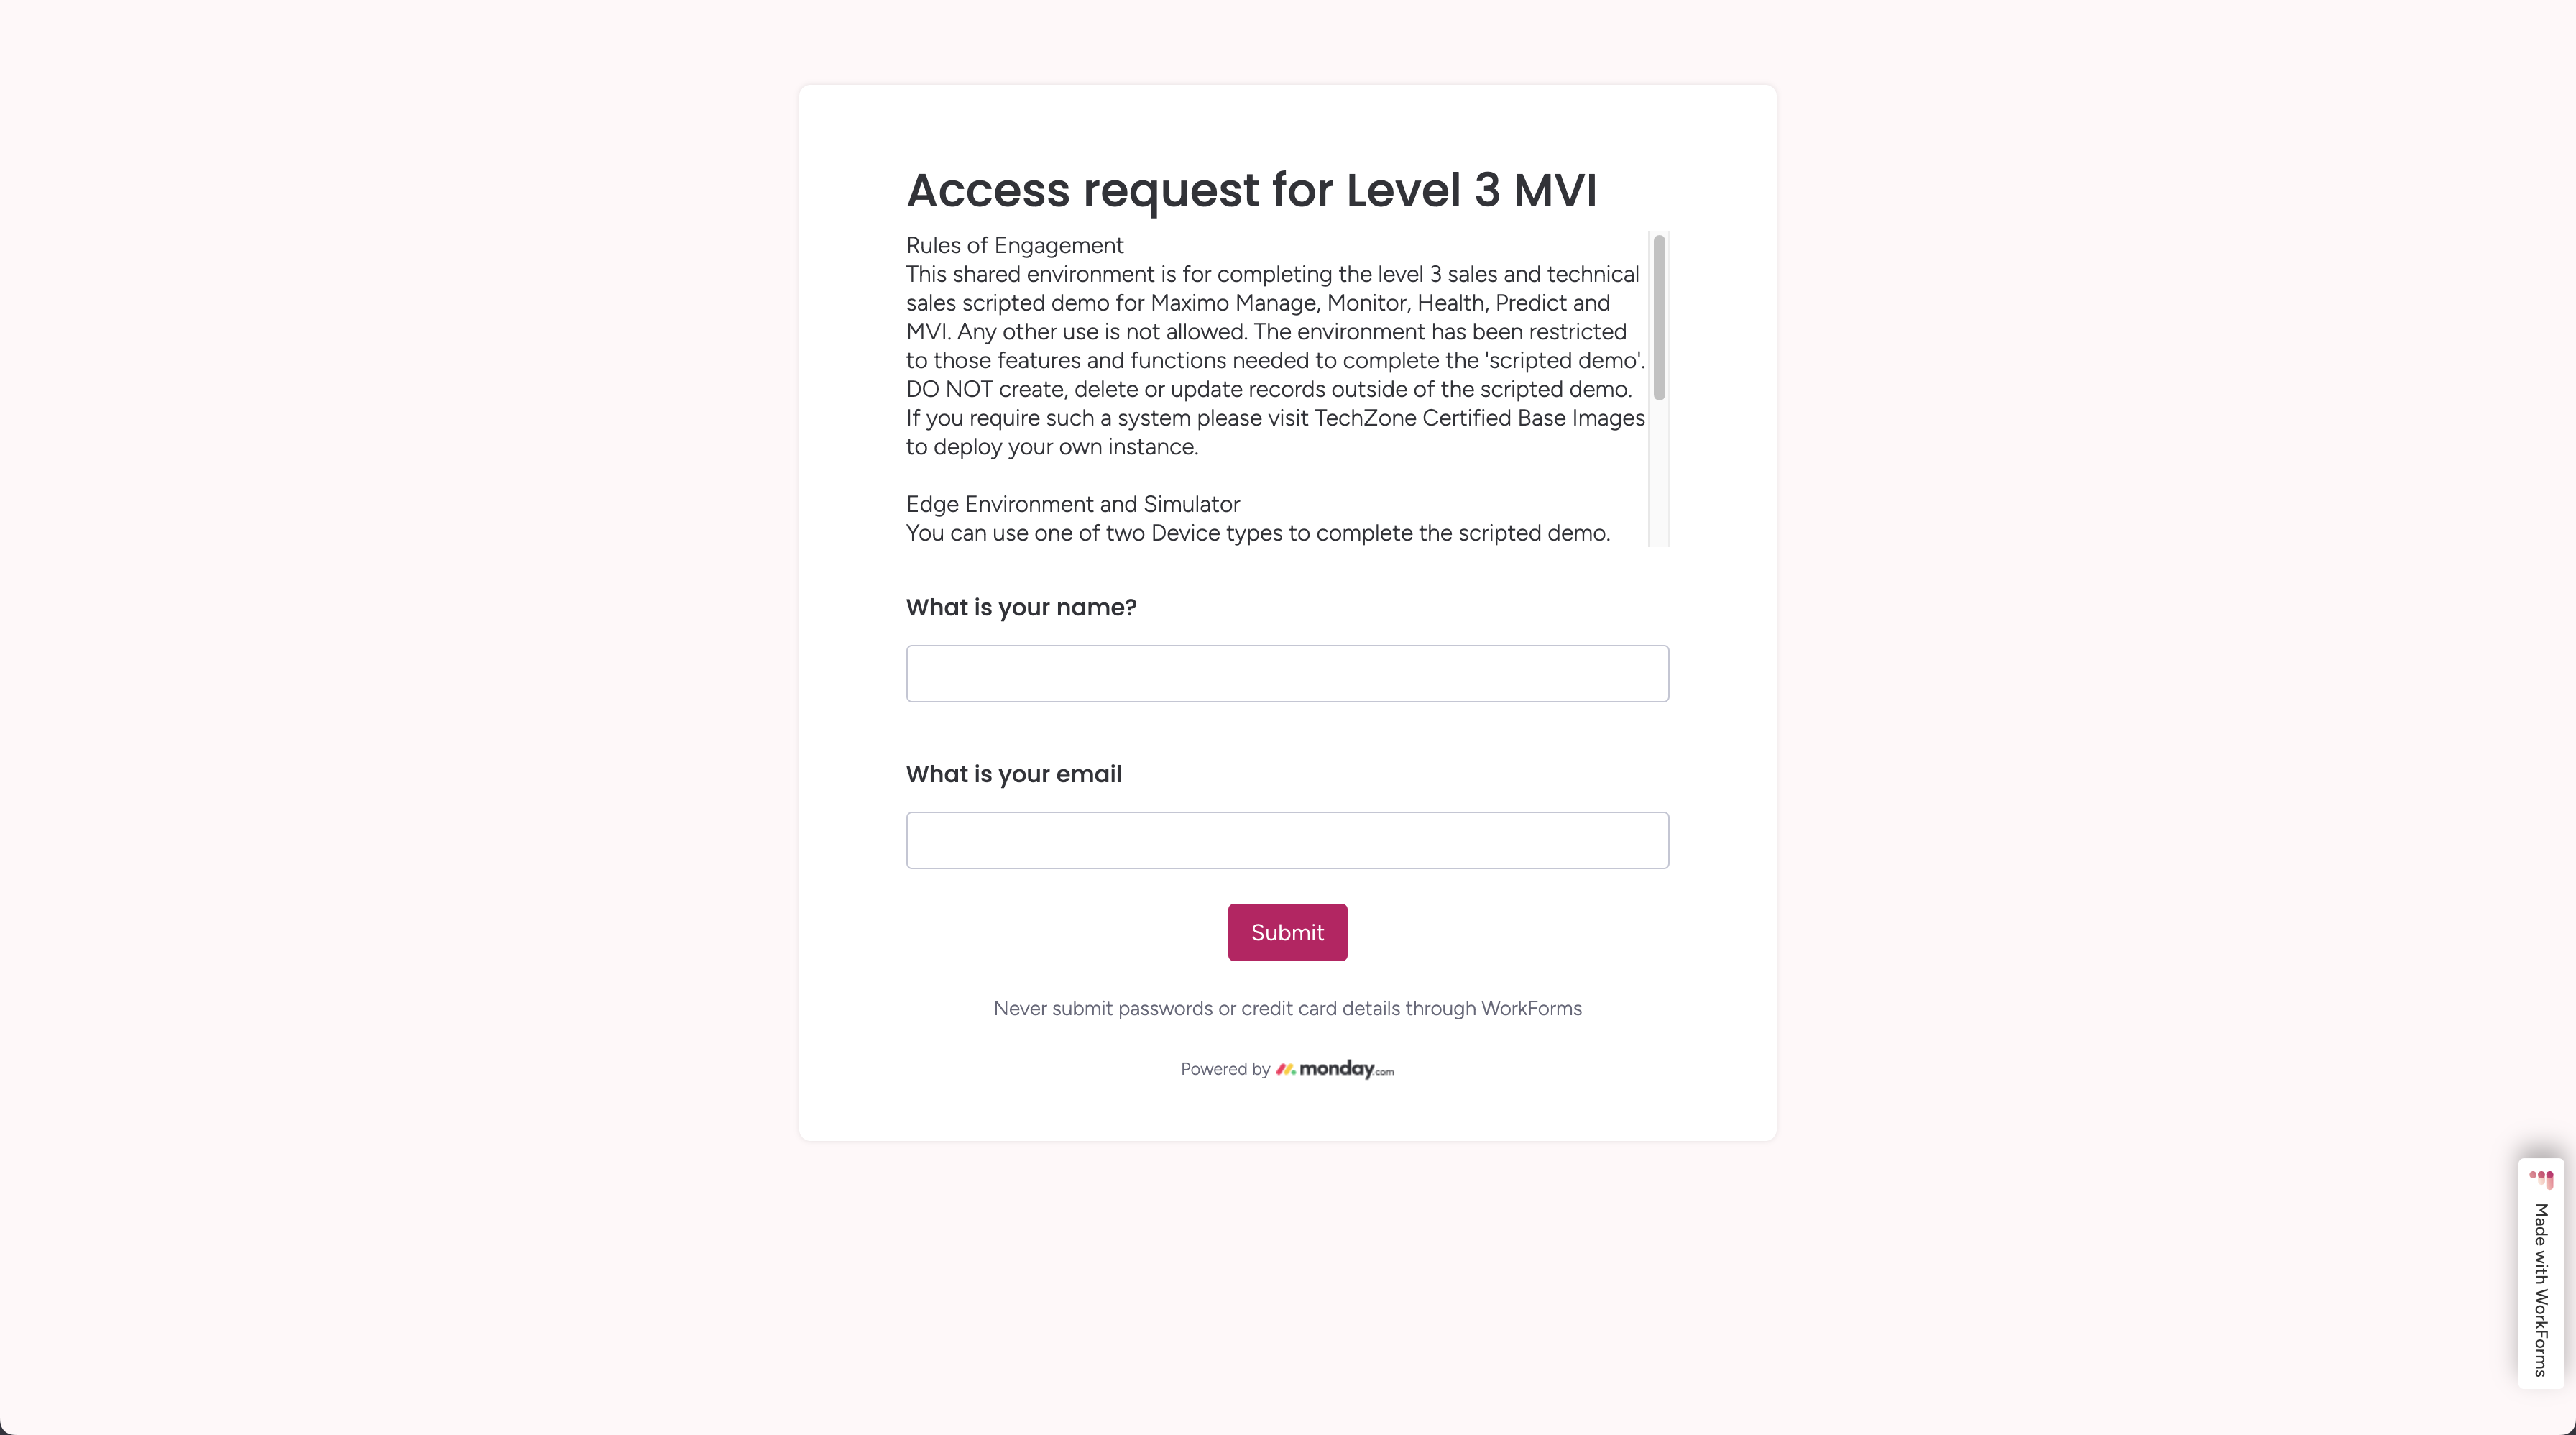 Access request for Level 3 MVI
Rules of Engagement
This shared environment is for completing the level 3 sales and technical
sales scripted demo for Maximo Manage, Monitor, Health, Predict and
MVI. Any other use is not allowed. The environment has been restricted
to those features and functions needed to complete the 'scripted demo'.
DO NOT create, delete or update records outside of the scripted demo.
If you require such a system please visit TechZone Certified Base Images
to deploy your own instance.
Edge Environment and Simulator
You can use one of two Device types to complete the scripted demo.
What is your name?
What is your email
Submit
Never submit passwords or credit card details through WorkForms
Powered by monday.com
Made with WorkForms